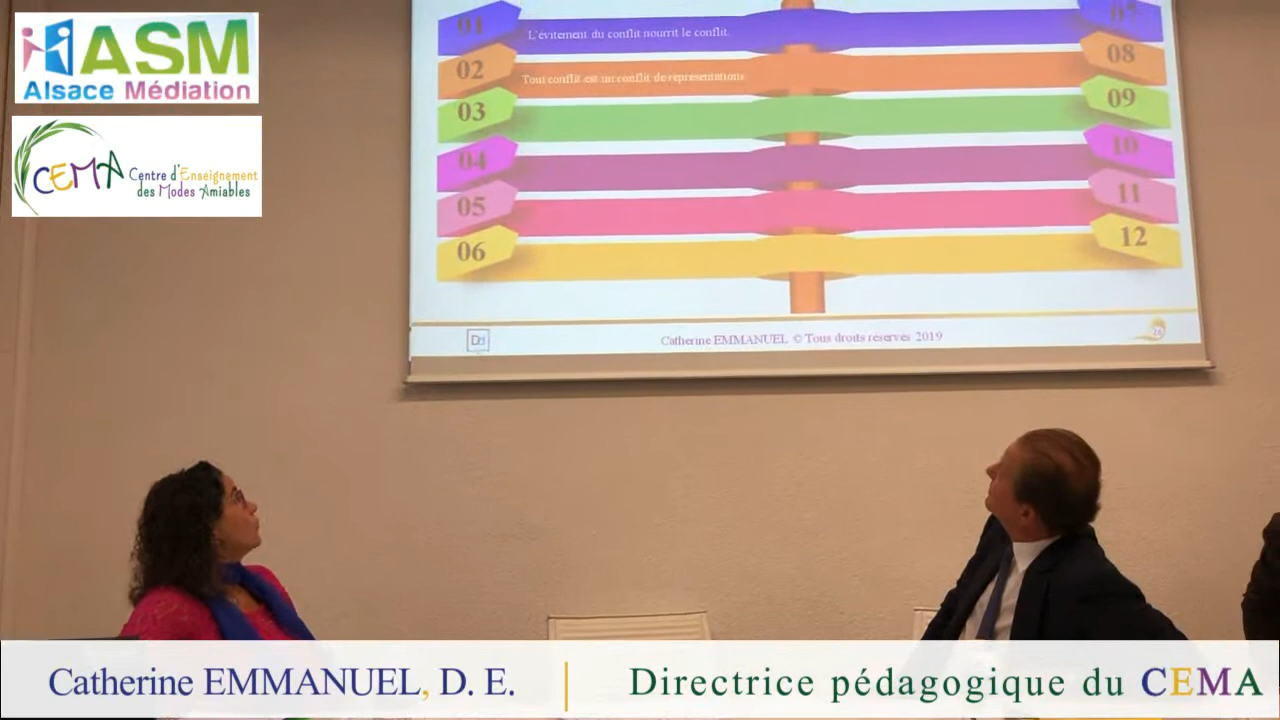 ASM
Alsace Médiation
CEMA Centre d'Enseignement
des Modes Amiables
01
L'évitement du conflit nourrit le conflit.
07
02
Tout conflit est un conflit de représentations
08
03
09
04
10
05
11
06
12
Catherine EMMANUEL © Tous droits réservés 2019
26
Catherine EMMANUEL, D. E.
Directrice pédagogique du CEMA